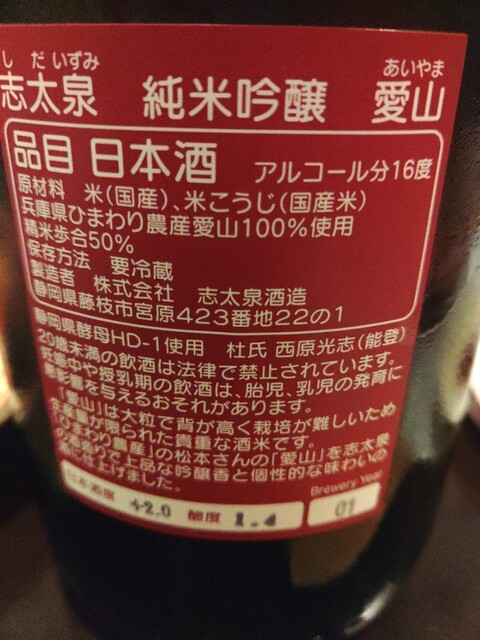 しだいずみ あいやま
志太泉 純米吟醸 愛山
品目 日本酒 アルコール分16度
原材料 米(国産)、米こうじ(国産米)
兵庫県ひまわり農産愛山100%使用
精米歩合50%
保存方法 要冷蔵
製造者 株式会社 志太泉酒造
静岡県藤枝市宮原423番地22の1
静岡県酵母HD-1使用 杜氏 西原光志(能登)
20歳未満の飲酒は法律で禁止されています。
妊娠中や授乳期の飲酒は、胎児、乳児の発育に
悪影響を与えるおそれがあります。
「愛山」は大粒で背が高く栽培が難しいため
生産量が限られた貴重な酒米です。
「ひまわり農産」の松本さんの「愛山」を志太泉
の酒造りで上品な吟醸香と個性的な味わいの
酒に仕上げました。
日本酒度 +2.0 酸度 1.4 Brewery Year 01